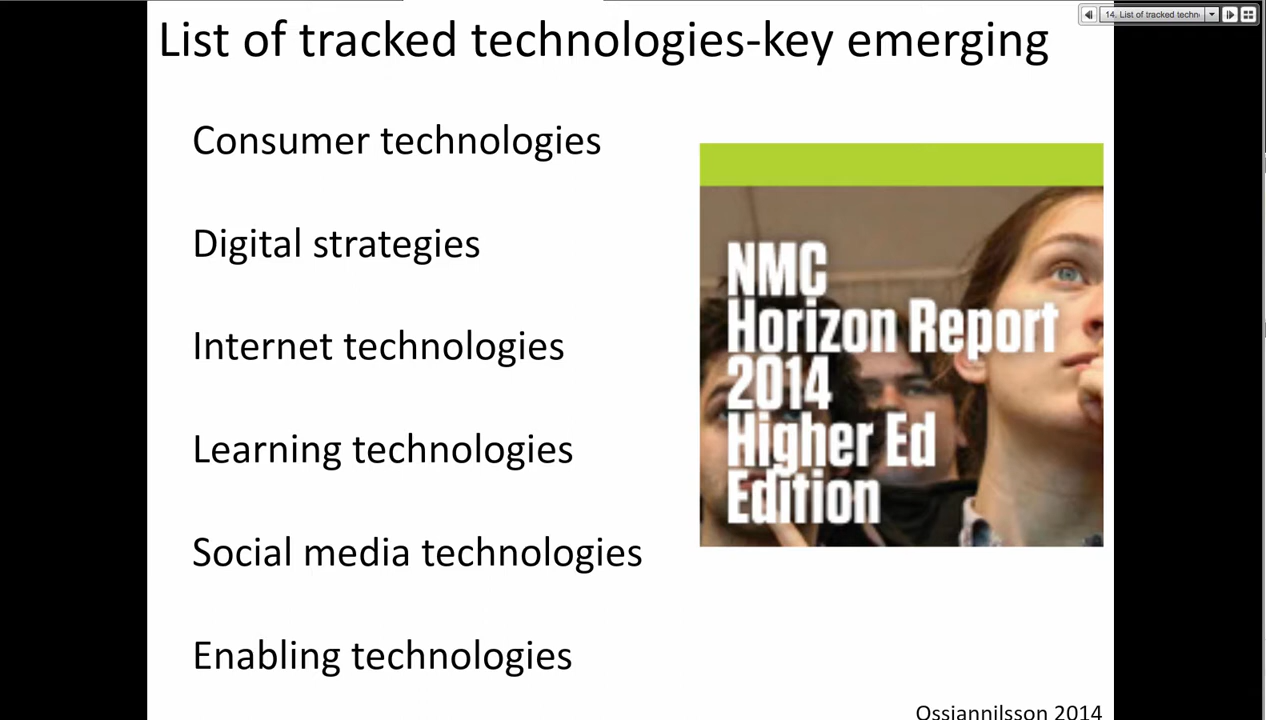 14. List of tracked techn
List of tracked technologies-key emerging
Consumer technologies
Digital strategies
Internet technologies
Learning technologies
Social media technologies
Enabling technologies
NMC
Horizon Report
2014
Higher Ed
Edition
Ossiannilsson 2014